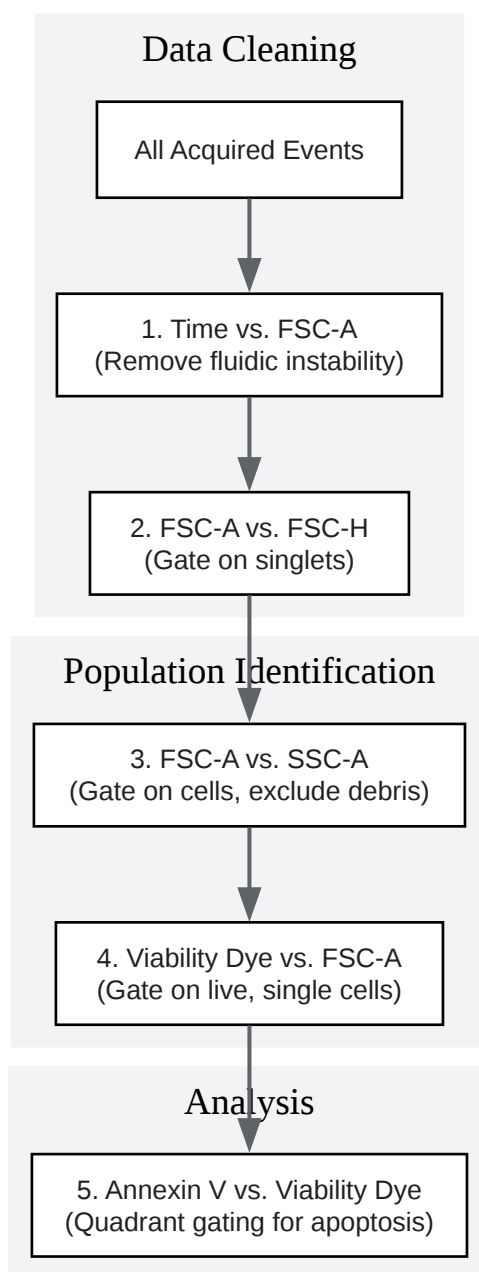 Data Cleaning
All Acquired Events
1. Time vs. FSC-A
(Remove fluidic instability)
2. FSC-A vs. FSC-H
(Gate on singlets)
Population Identification
3. FSC-A vs. SSC-A
(Gate on cells, exclude debris)
4. Viability Dye vs. FSC-A
(Gate on live, single cells)
Analysis
5. Annexin V vs. Viability Dye
(Quadrant gating for apoptosis)